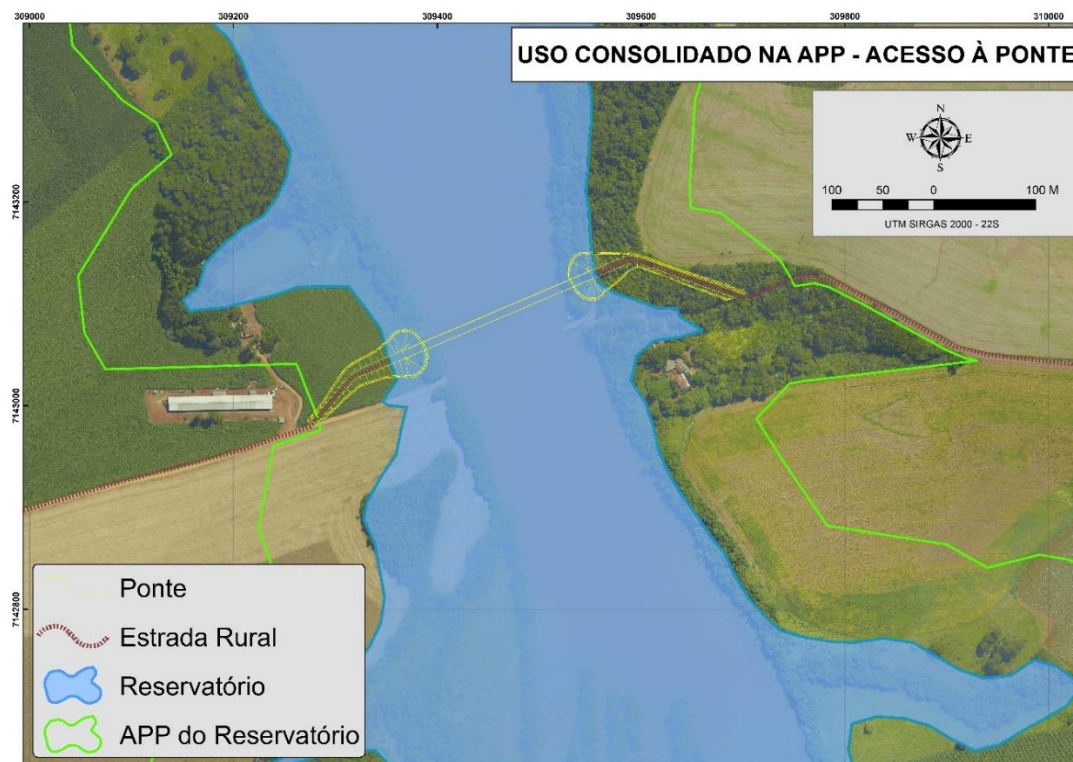 309000 309200 309400 309600 309800 310000
USO CONSOLIDADO NA APP - ACESSO À PONTE
N
W E
S
100 50 0 100 M
UTM SIRGAS 2000 - 22S
7143200
7143000
7142800
Ponte
Estrada Rural
Reservatório
APP do Reservatório